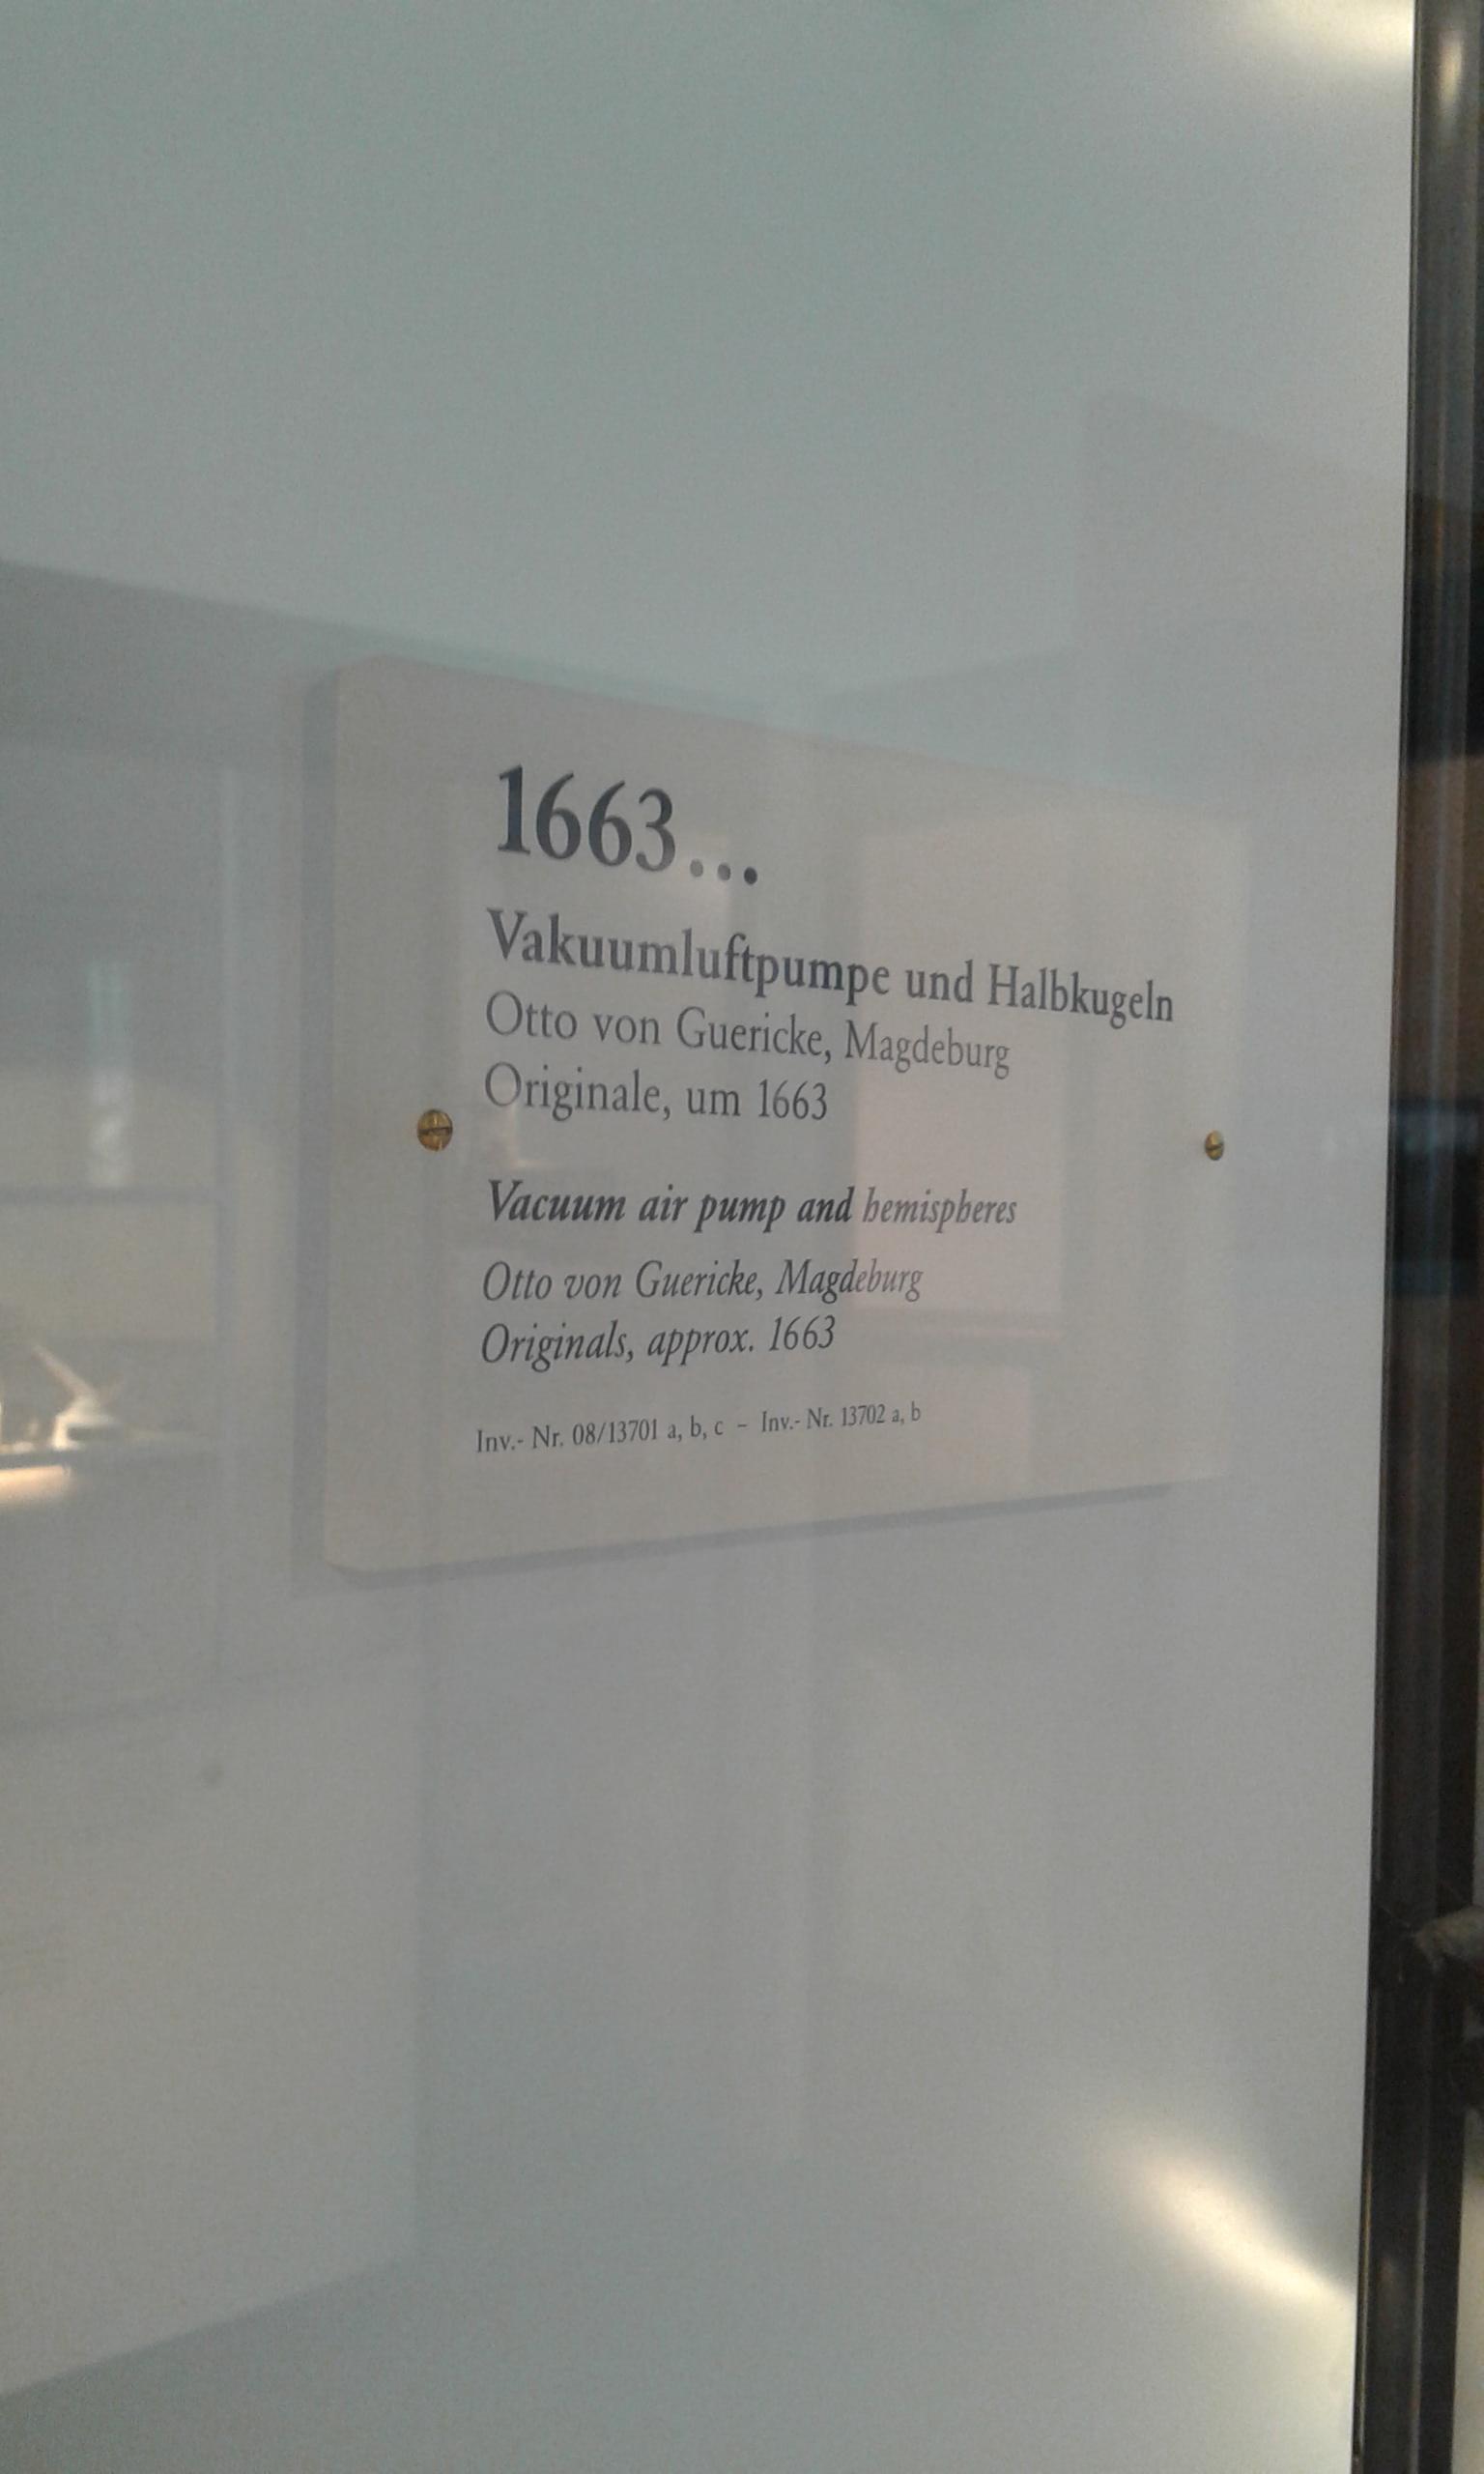 1663...
Vakuumluftpumpe und Halbkugeln
Otto von Guericke, Magdeburg
Originale, um 1663
Vacuum air pump and hemispheres
Otto von Guericke, Magdeburg
Originals, approx. 1663
Inv.- Nr. 08/13701 a, b, c – Inv.- Nr. 13702 a, b